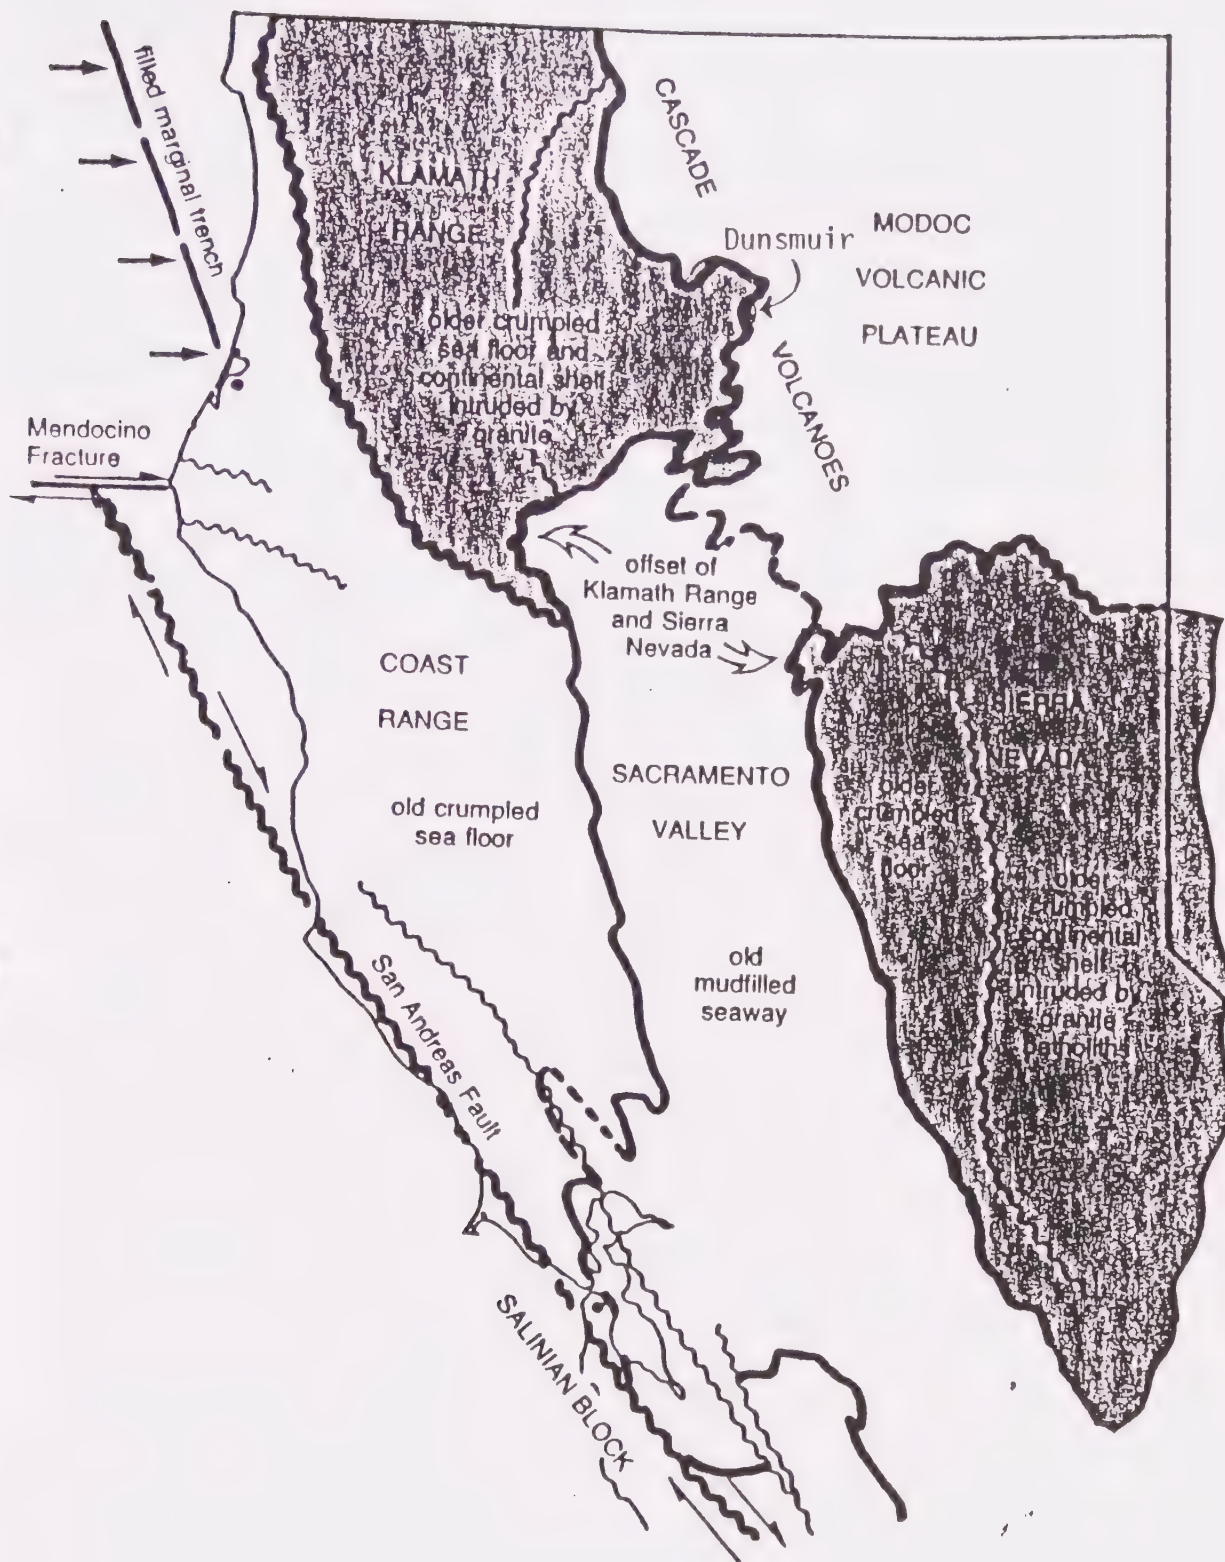 filled marginal trench
CASCADE
KLAMATH
RANGE
Dunsmuir
MODOC
VOLCANIC
PLATEAU
older crumpled
sea floor and
continental shelf
intruded by
granite
VOLCANOES
Mendocino
Fracture
offset of
Klamath Range
and Sierra
Nevada
COAST
RANGE
SIERRA
NEVADA
SACRAMENTO
VALLEY
old crumpled
sea floor
older
crumpled
sea
floor
older
crumpled
continental
shelf
intruded by
granite
batholiths
old
mudfilled
seaway
San Andreas Fault
SALINIAN BLOCK